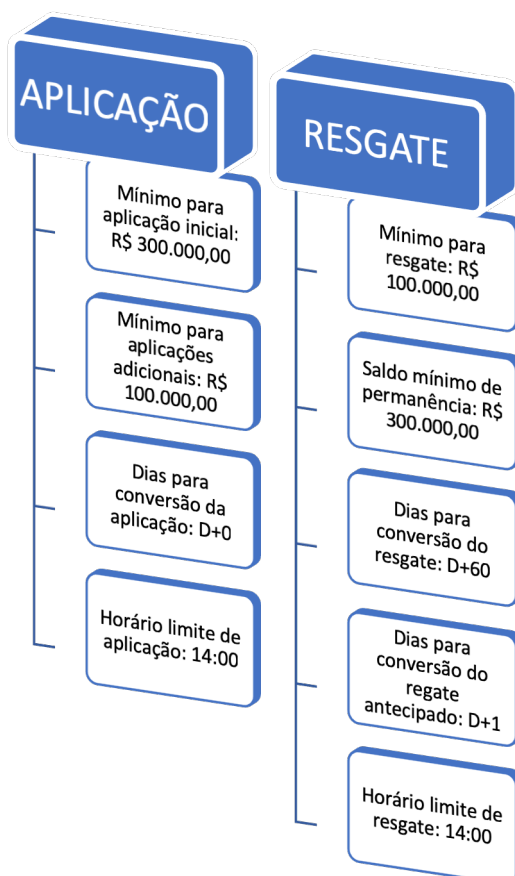 APLICAÇÃO
Mínimo para
aplicação inicial:
R$ 300.000,00
Mínimo para
aplicações
adicionais: R$
100.000,00
Dias para
conversão da
aplicação: D+0
Horário limite de
aplicação: 14:00
RESGATE
Mínimo para
resgate: R$
100.000,00
Saldo mínimo de
permanência: R$
300.000,00
Dias para
conversão do
resgate: D+60
Dias para
conversão do
regate
antecipado: D+1
Horário limite de
resgate: 14:00